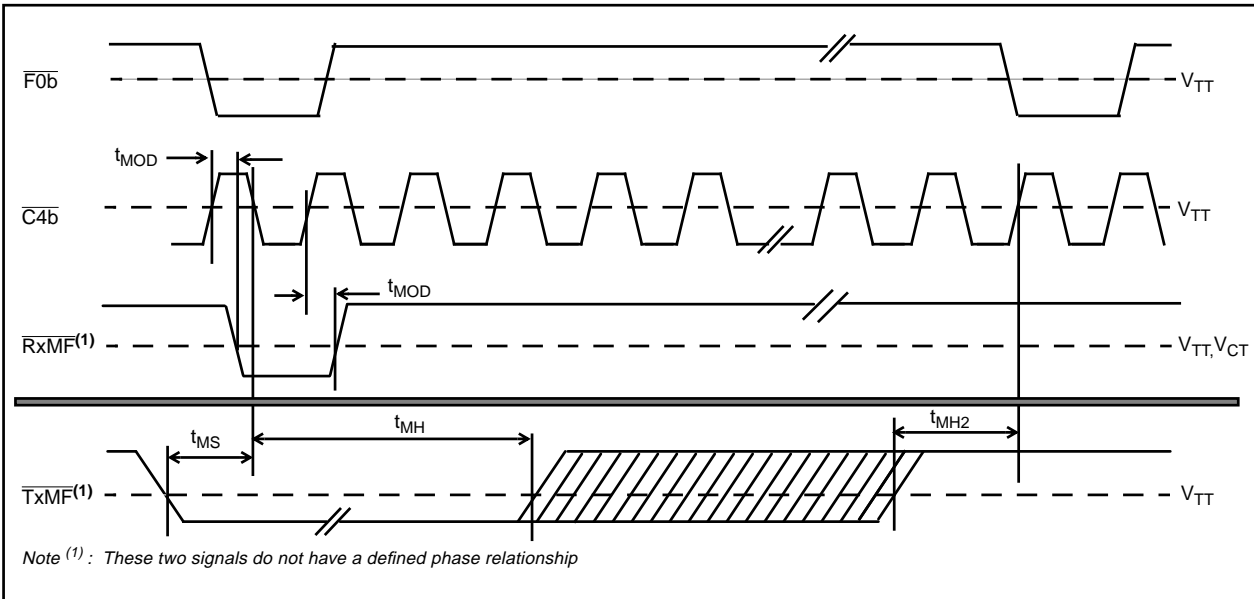 F0b
V_TT
t_MOD
C4b
V_TT
t_MOD
RxMF(1)
V_TT,V_CT
t_MS
t_MH
t_MH2
TxMF(1)
V_TT
Note (1) : These two signals do not have a defined phase relationship